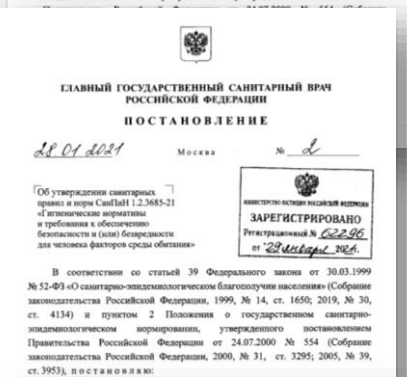 ГЛАВНЫЙ ГОСУДАРСТВЕННЫЙ САНИТАРНЫЙ ВРАЧ
РОССИЙСКОЙ ФЕДЕРАЦИИ
ПОСТАНОВЛЕНИЕ
28.01.2021 Москва № 2
Об утверждении санитарных
правил и норм СанПиН 1.2.3685-21
«Гигиенические нормативы
и требования к обеспечению
безопасности и (или) безвредности
для человека факторов среды обитания»
МИНИСТЕРСТВО ЮСТИЦИИ РОССИЙСКОЙ ФЕДЕРАЦИИ
ЗАРЕГИСТРИРОВАНО
Регистрационный № 62296
от "29 января 2021.
В соответствии со статьей 39 Федерального закона от 30.03.1999
№ 52-ФЗ «О санитарно-эпидемиологическом благополучии населения» (Собрание
законодательства Российской Федерации, 1999, № 14, ст. 1650; 2019, № 30,
ст. 4134) и пунктом 2 Положения о государственном санитарно-
эпидемиологическом нормировании, утвержденного постановлением
Правительства Российской Федерации от 24.07.2000 № 554 (Собрание
законодательства Российской Федерации, 2000, № 31, ст. 3295; 2005, № 39,
ст. 3953), постановляю: